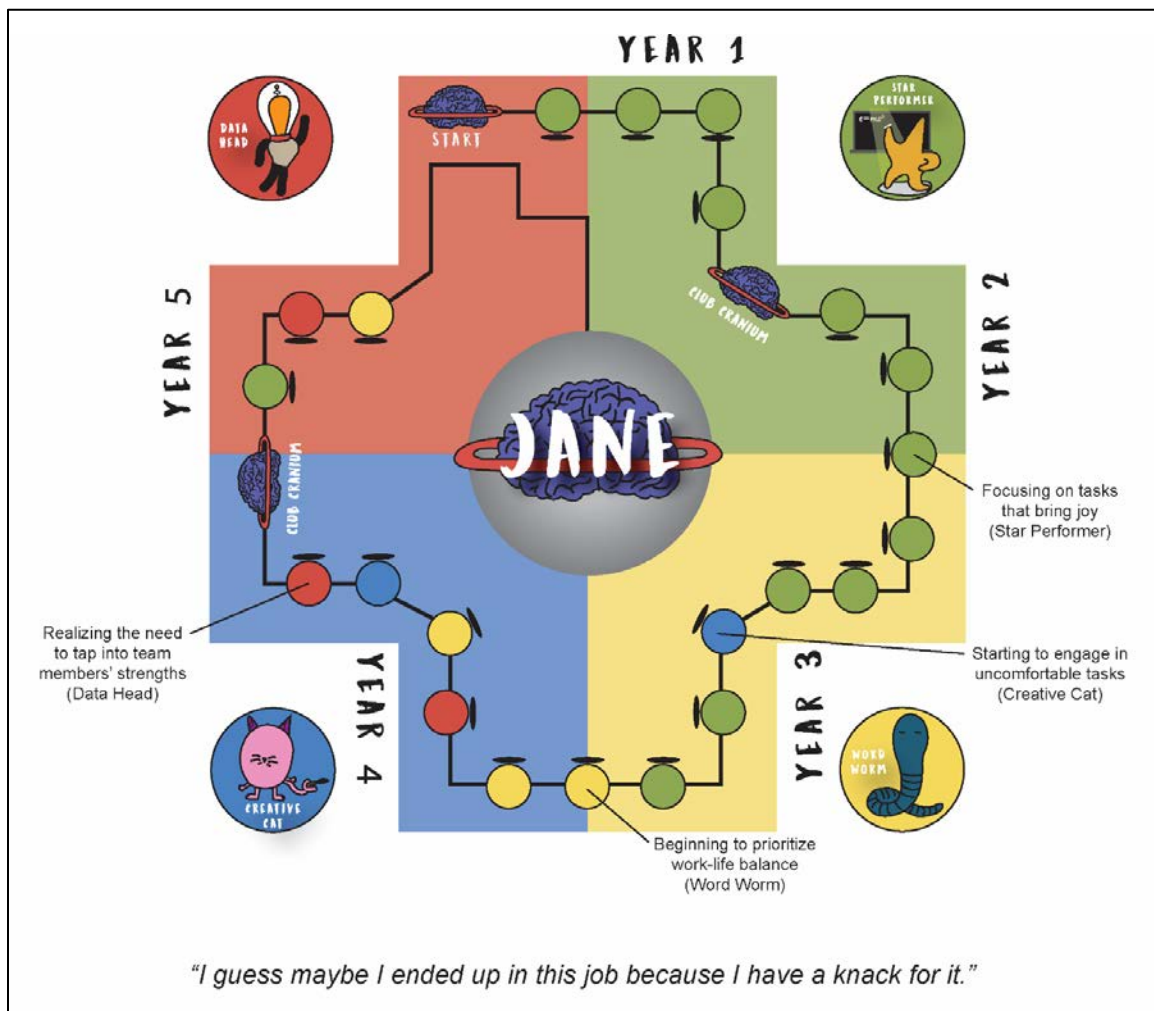 YEAR 1
DATA
HEAD
STAR
PERFORMER
e=mc²
START
CLUB CRANIUM
YEAR 2
YEAR 5
JANE
CLUB CRANIUM
Focusing on tasks
that bring joy
(Star Performer)
Realizing the need
to tap into team
members' strengths
(Data Head)
Starting to engage in
uncomfortable tasks
(Creative Cat)
YEAR 3
YEAR 4
WORD
WORM
CREATIVE
CAT
Beginning to prioritize
work-life balance
(Word Worm)
“I guess maybe I ended up in this job because I have a knack for it.”